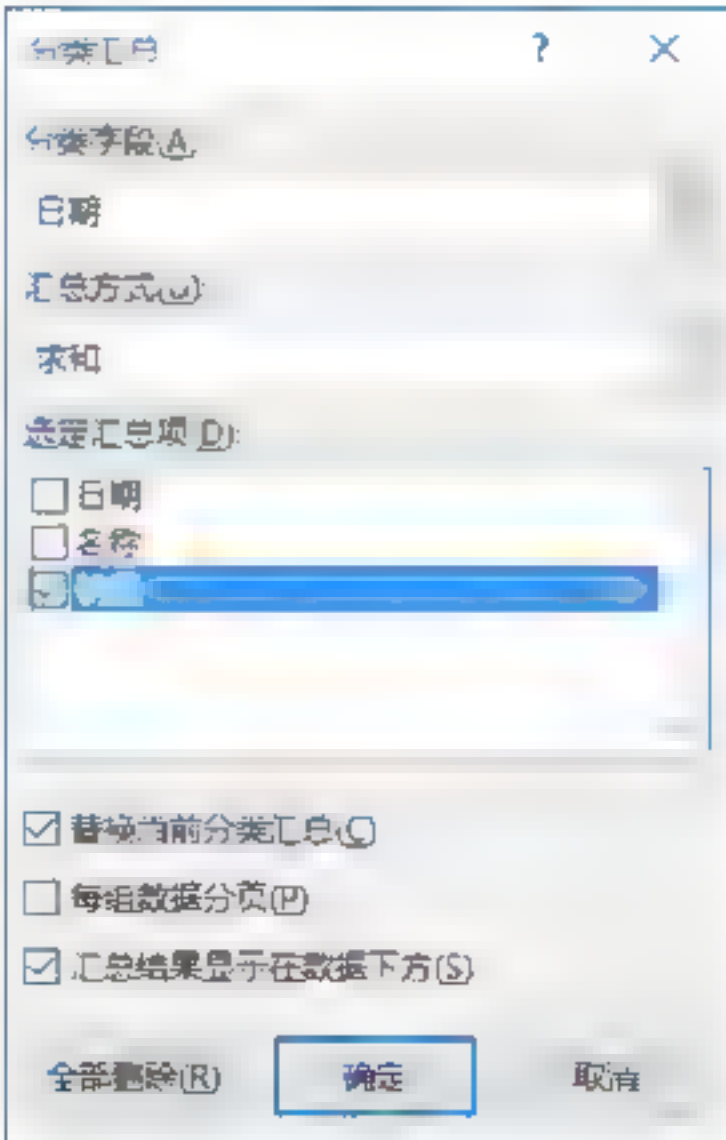 分类汇总
分类字段(A)
日期
汇总方式(U):
求和
选定汇总项(D):
日期
名称
替换当前分类汇总(C)
每组数据分页(P)
汇总结果显示在数据下方(S)
全部删除(R) 确定 取消